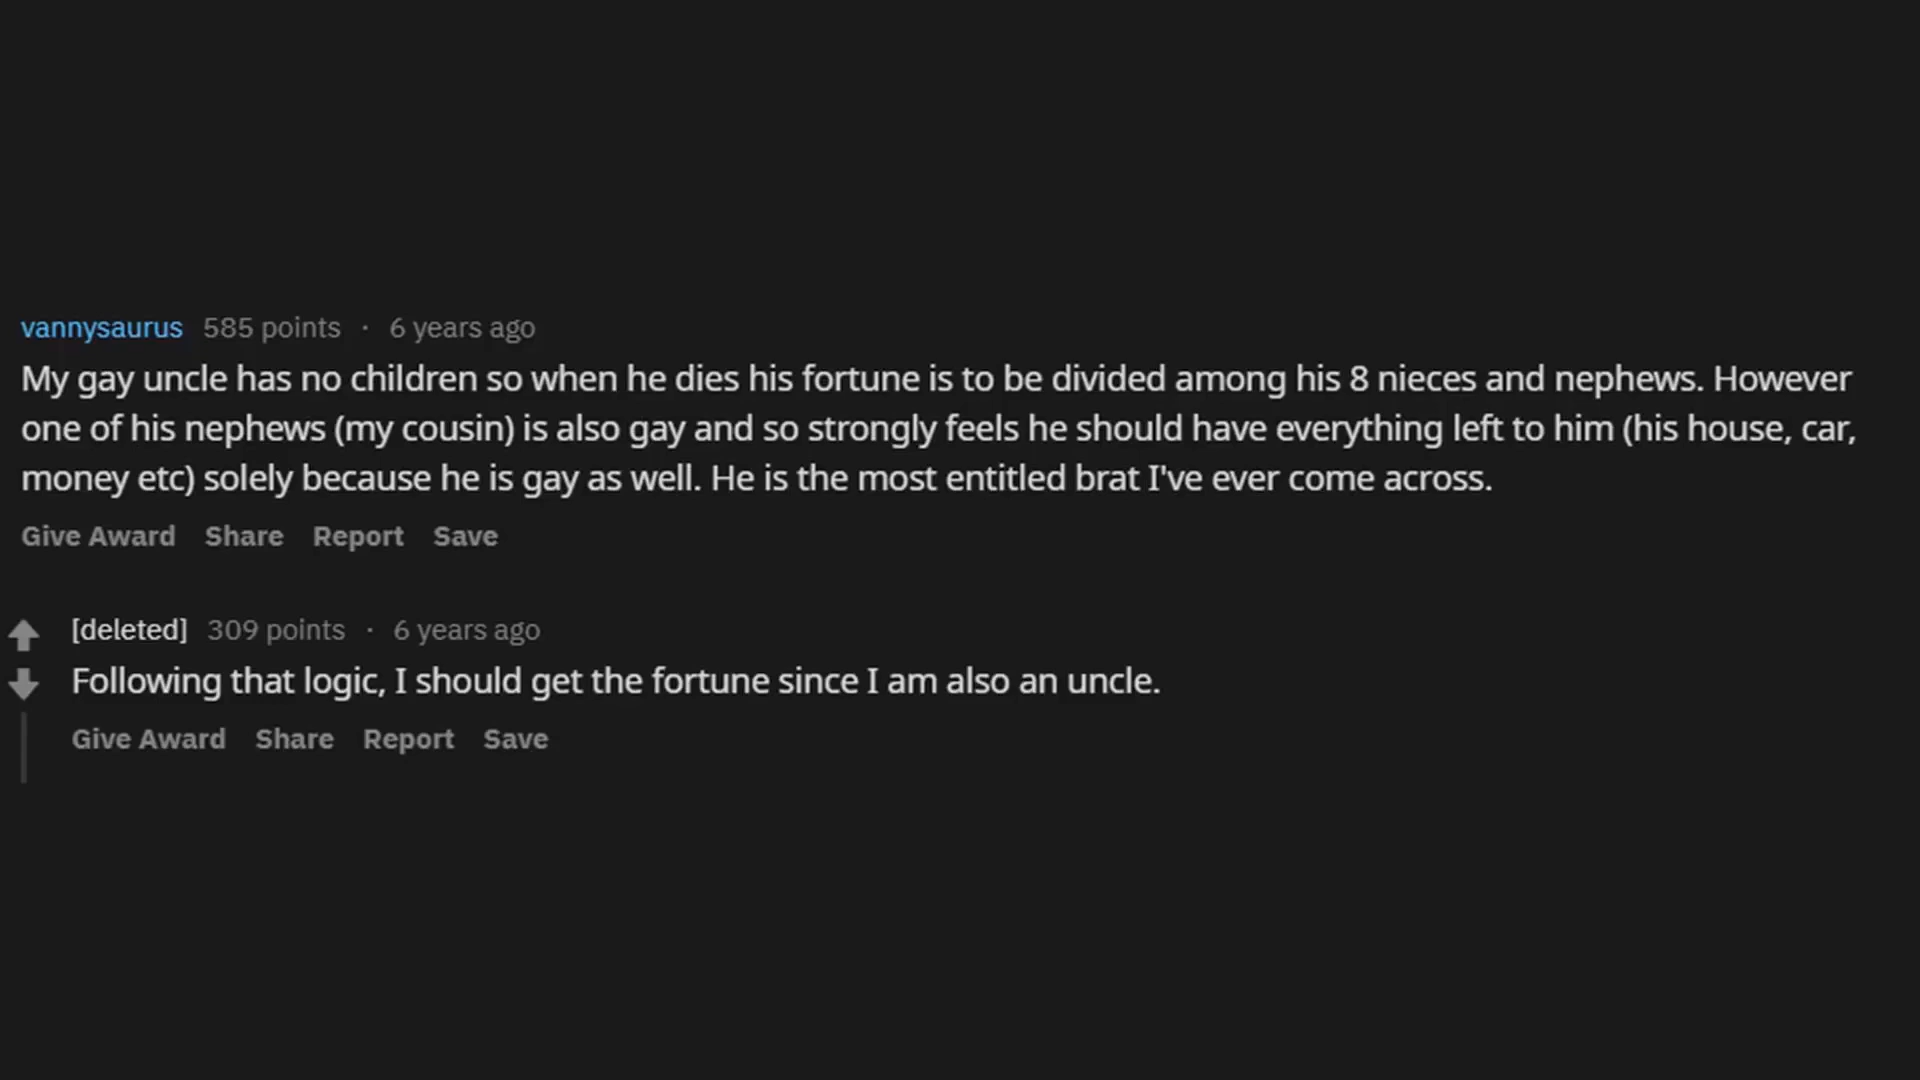 vannysaurus 585 points · 6 years ago
My gay uncle has no children so when he dies his fortune is to be divided among his 8 nieces and nephews. However
one of his nephews (my cousin) is also gay and so strongly feels he should have everything left to him (his house, car,
money etc) solely because he is gay as well. He is the most entitled brat I've ever come across.
Give Award Share Report Save
[deleted] 309 points · 6 years ago
Following that logic, I should get the fortune since I am also an uncle.
Give Award Share Report Save